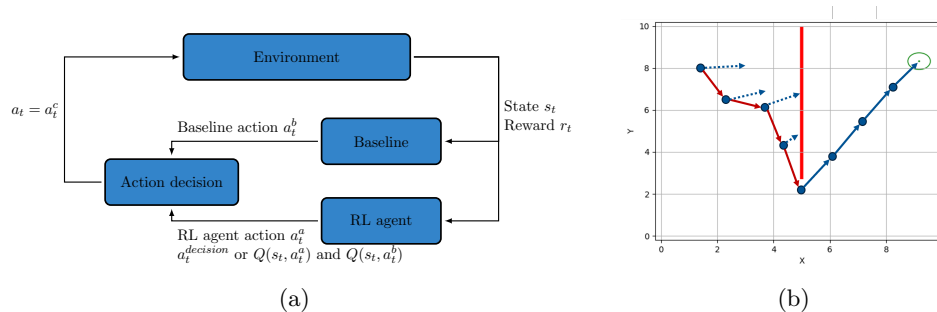 Environment
a_t = a_t^c
State s_t
Reward r_t
Baseline action a_t^b
Baseline
Action decision
RL agent
RL agent action a_t^a
a_t^{decision} or Q(s_t, a_t^a) and Q(s_t, a_t^b)
(a)
10
8
6
4
2
0
Y
0 2 4 6 8
X
(b)